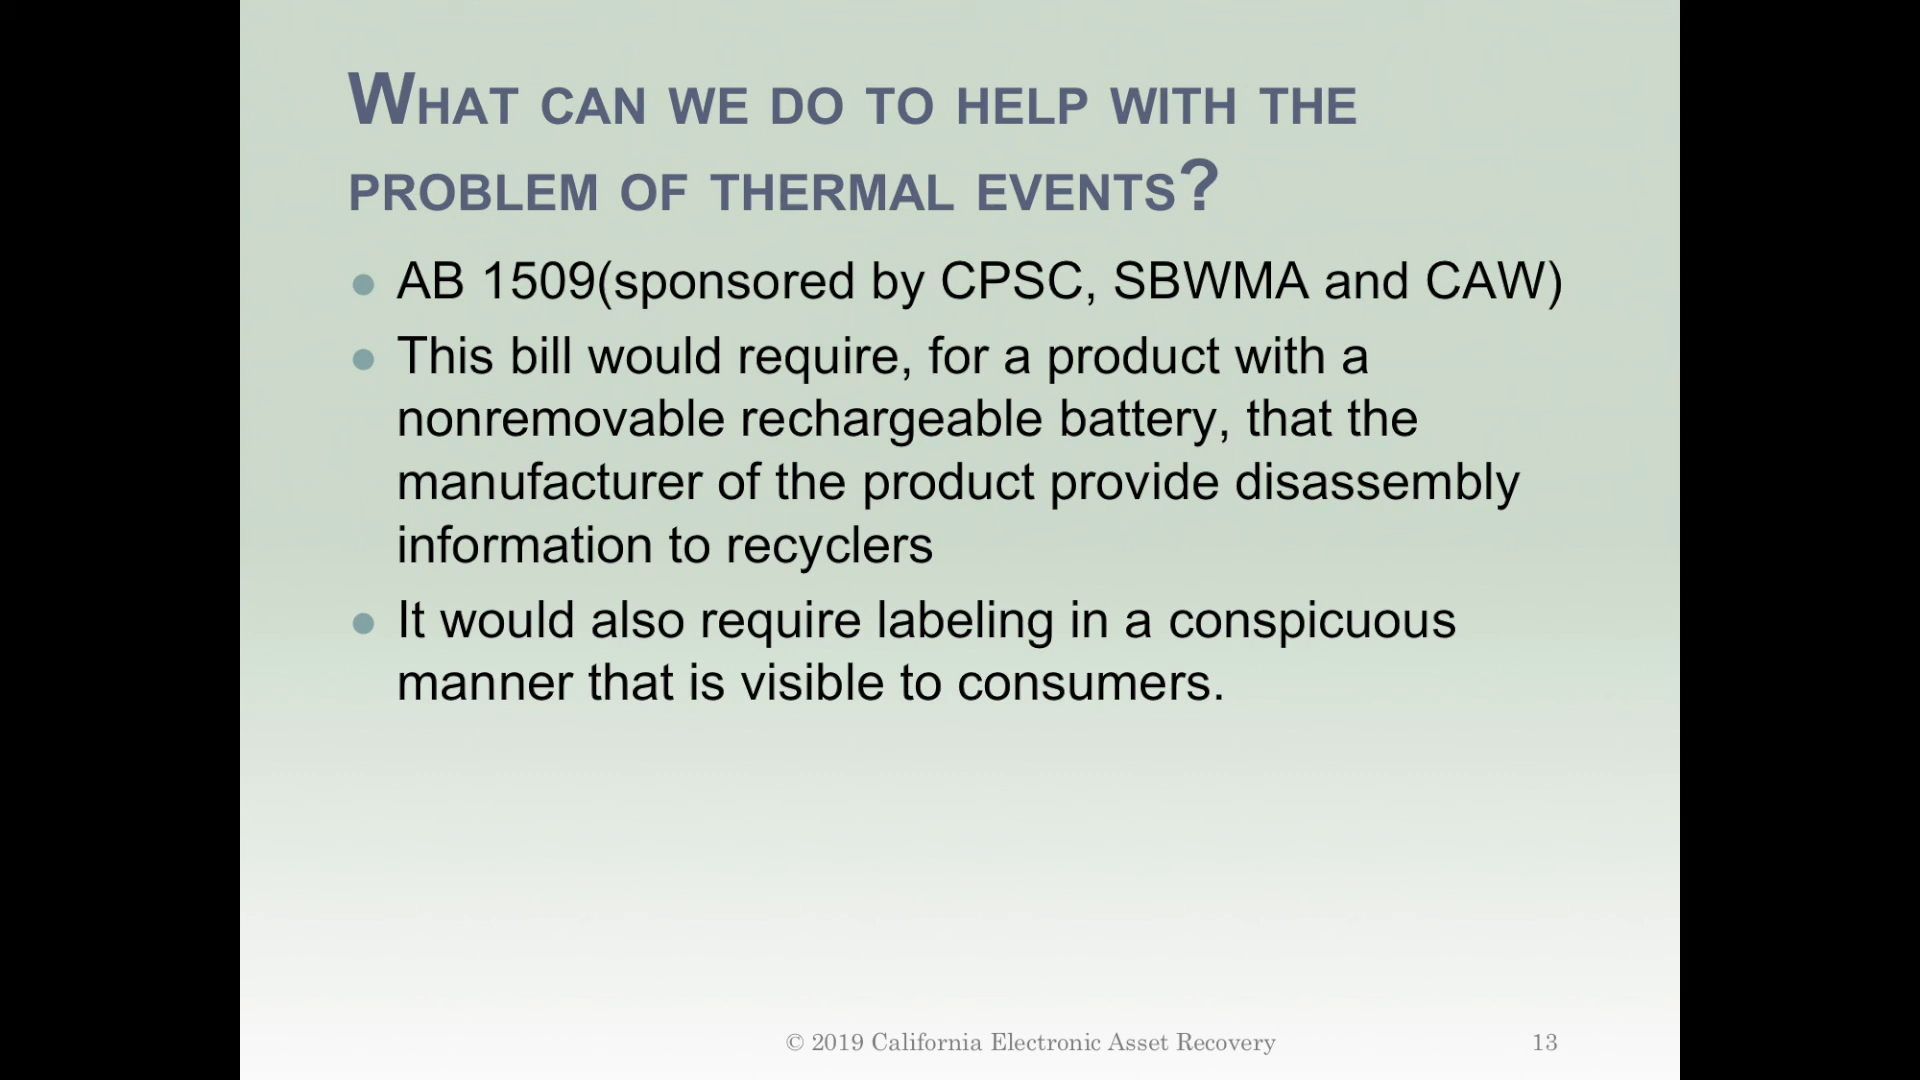 What can we do to help with the
problem of thermal events?
● AB 1509(sponsored by CPSC, SBWMA and CAW)
● This bill would require, for a product with a
nonremovable rechargeable battery, that the
manufacturer of the product provide disassembly
information to recyclers
● It would also require labeling in a conspicuous
manner that is visible to consumers.
© 2019 California Electronic Asset Recovery
13